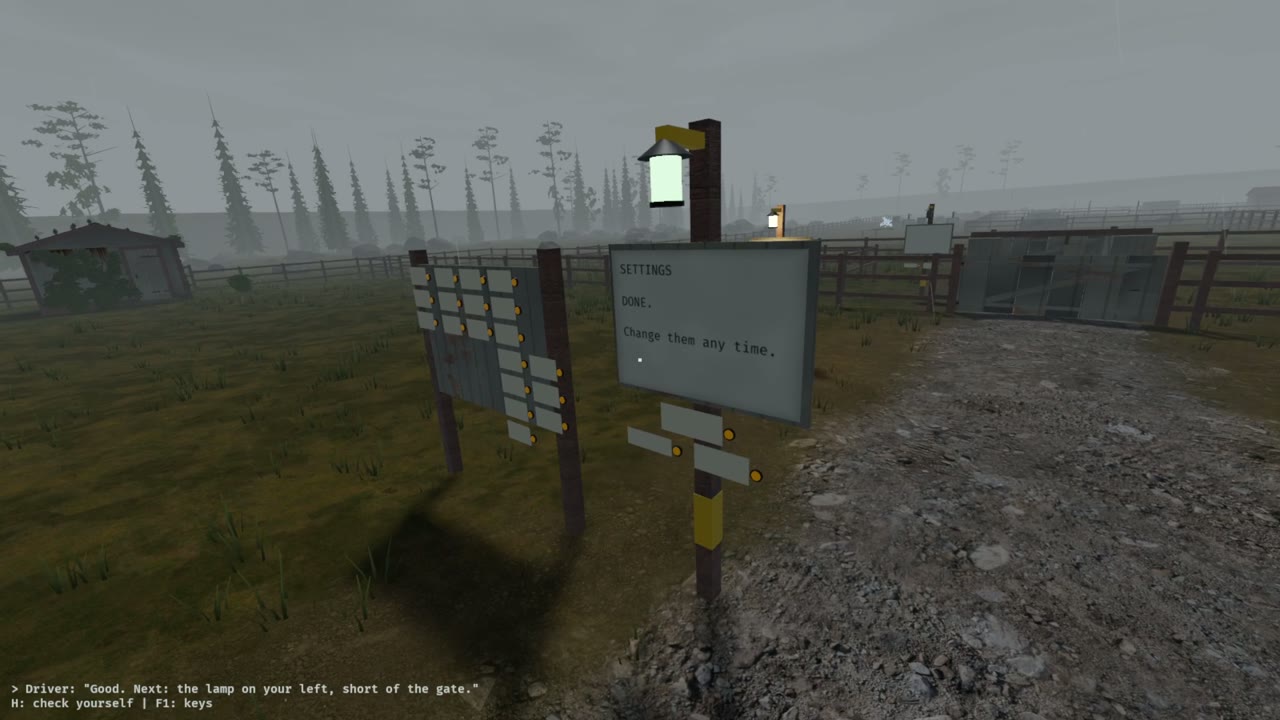 SETTINGS
DONE.
Change them any time.
> Driver: "Good. Next: the lamp on your left, short of the gate."
H: check yourself | F1: keys